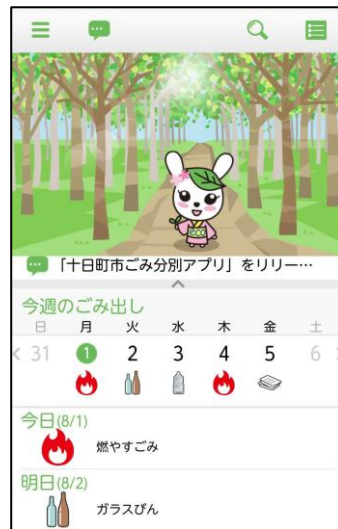 「十日町市ごみ分別アプリ」をリリー…
今週のごみ出し
日 月 火 水 木 金 土
31 1 2 3 4 5 6
今日(8/1)
燃やすごみ
明日(8/2)
ガラスびん